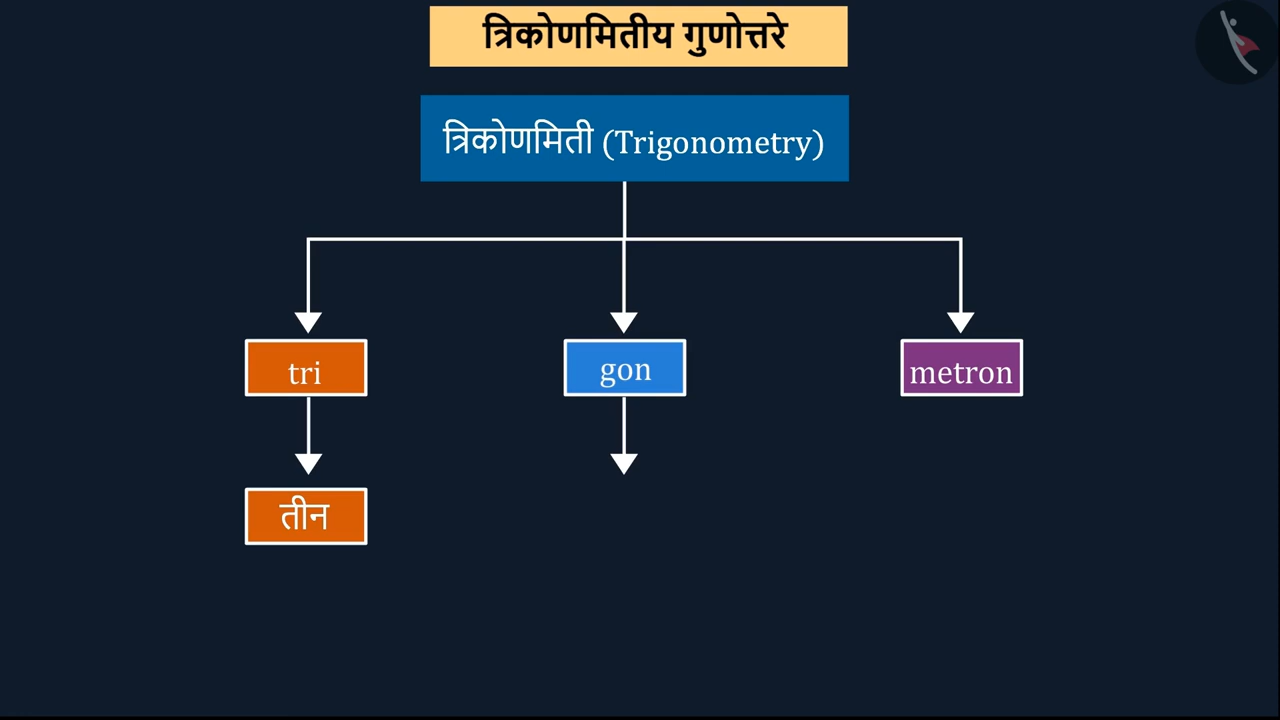 त्रिकोणमितीय गुणोत्तरे
त्रिकोणमिती (Trigonometry)
tri
gon
metron
तीन